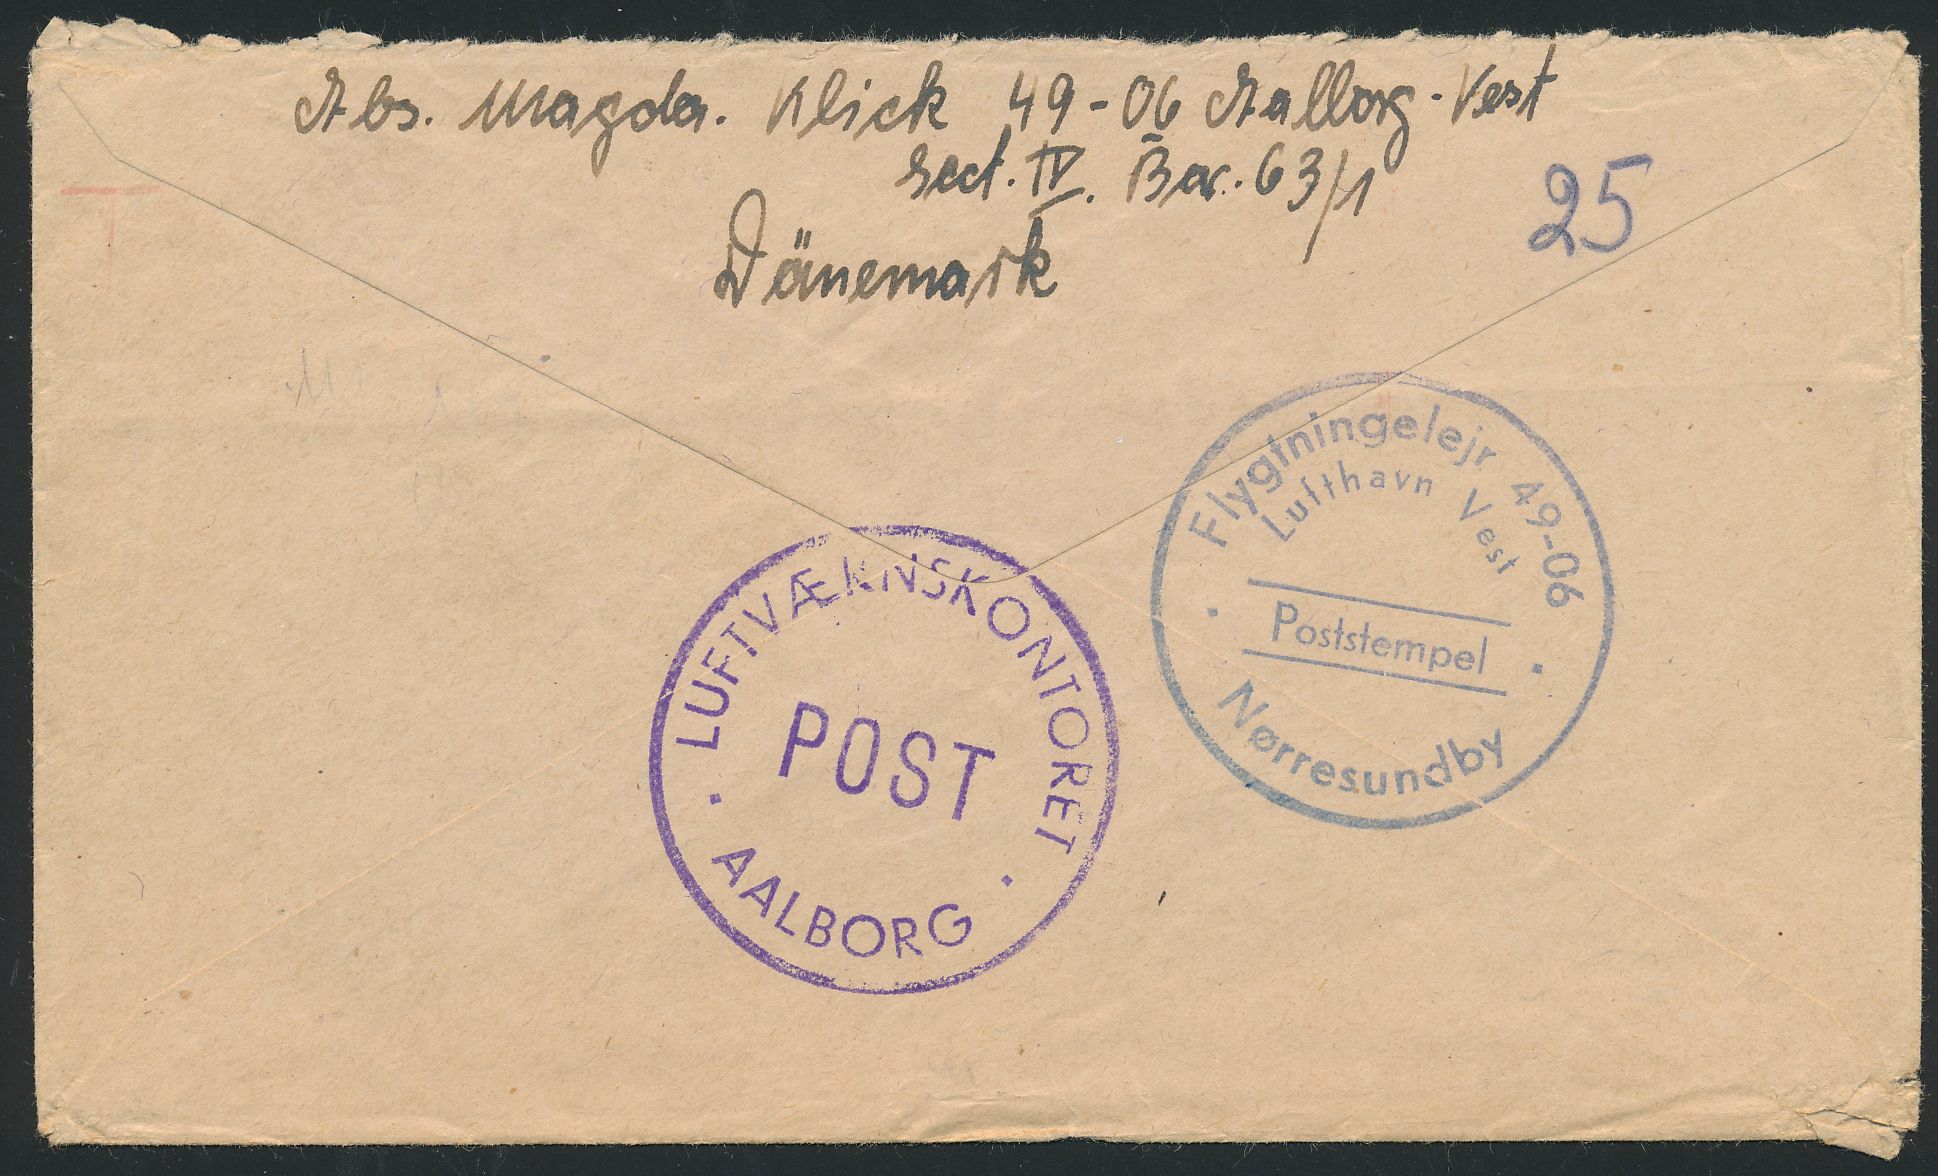 Abs. Magda. Klick 49-06 Aalborg-Vest
Sect. IV. Bar. 63/1
Dänemark
25
Flygtningelejr 49-06
Lufthavn Vest
Poststempel
Nørresundby
LUFTVÆRNSKONTORET
POST
AALBORG